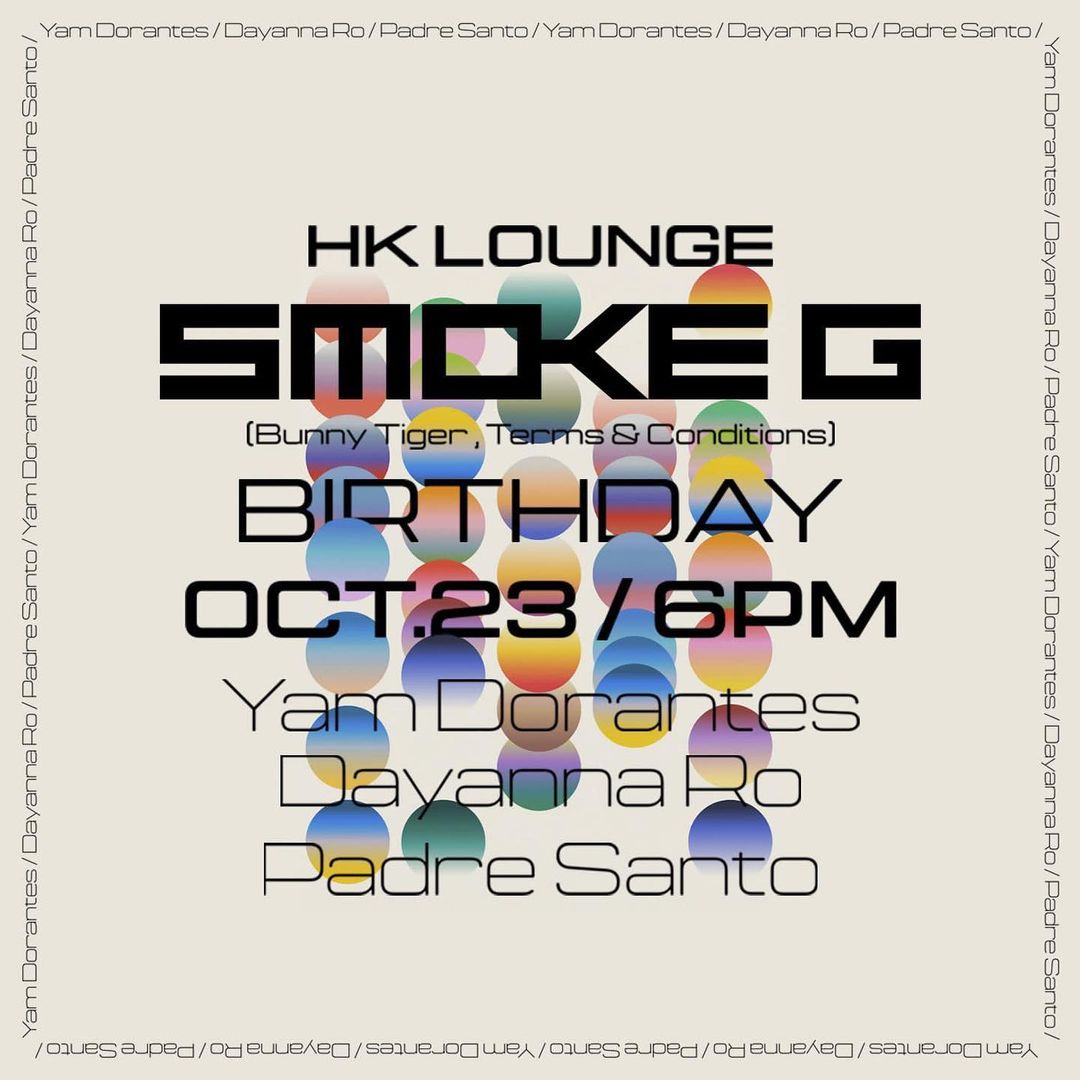 Yam Dorantes / Dayanna Ro / Padre Santo / Yam Dorantes / Dayanna Ro / Padre Santo /
HK LOUNGE
SMOKE G
(Bunny Tiger , Terms & Conditions)
BIRTHDAY
OCT.23 / 6PM
Yam Dorantes
Dayanna Ro
Padre Santo
Yam Dorantes / Dayanna Ro / Padre Santo / Yam Dorantes / Dayanna Ro / Padre Santo /
Yam Dorantes / Dayanna Ro / Padre Santo / Yam Dorantes / Dayanna Ro / Padre Santo /
Yam Dorantes / Dayanna Ro / Padre Santo / Yam Dorantes / Dayanna Ro / Padre Santo /